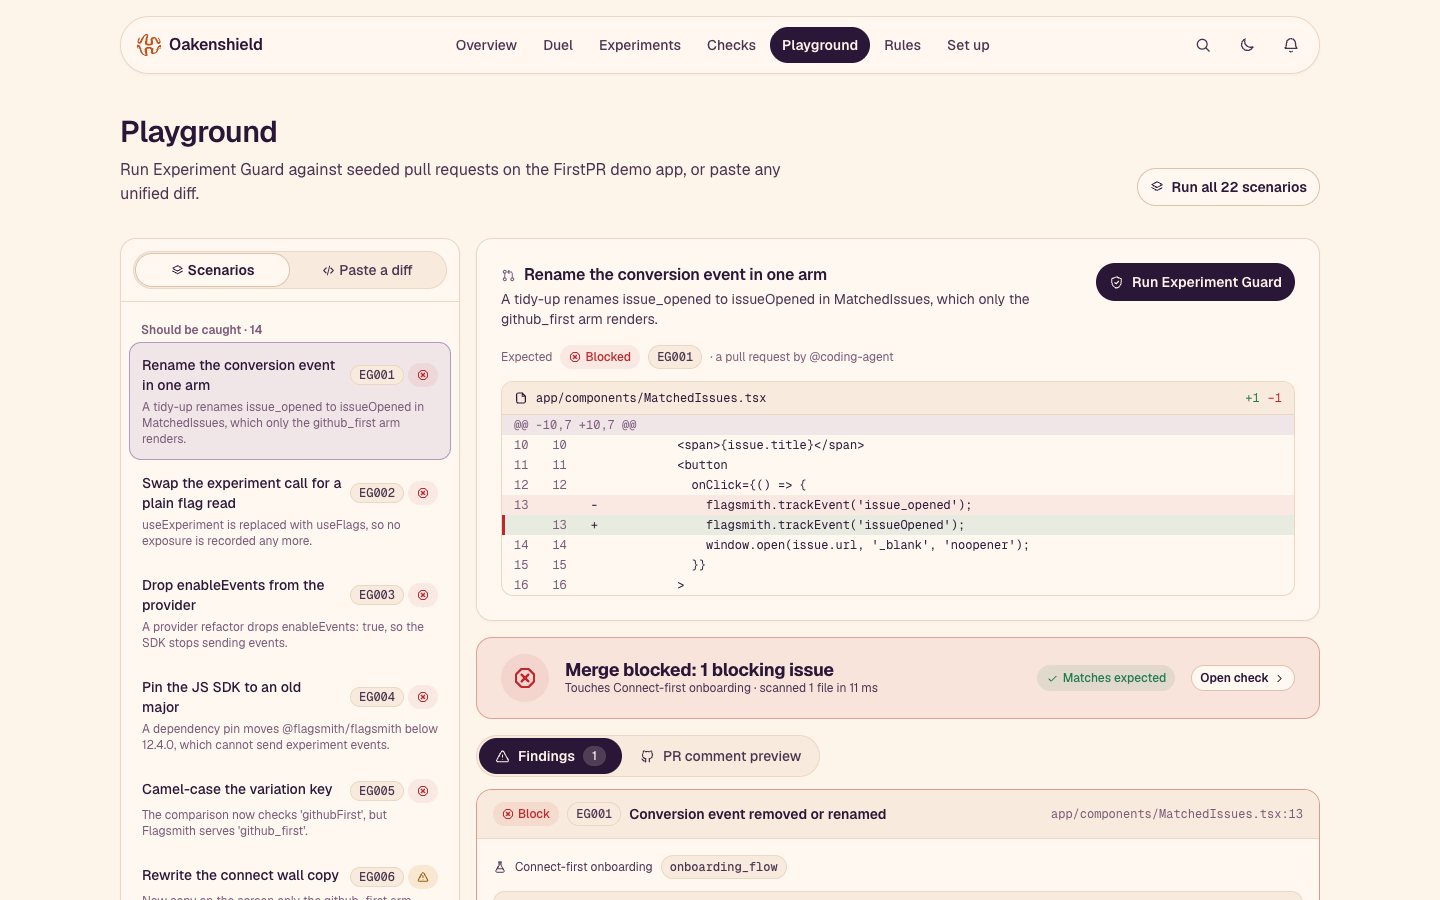 Oakenshield
Overview Duel Experiments Checks Playground Rules Set up
Playground
Run Experiment Guard against seeded pull requests on the FirstPR demo app, or paste any
unified diff.
Run all 22 scenarios
Scenarios Paste a diff
Should be caught · 14
Rename the conversion event
in one arm
EG001
A tidy-up renames issue_opened to issueOpened in
MatchedIssues, which only the github_first arm
renders.
Swap the experiment call for a
plain flag read
EG002
useExperiment is replaced with useFlags, so no
exposure is recorded any more.
Drop enableEvents from the
provider
EG003
A provider refactor drops enableEvents: true, so the
SDK stops sending events.
Pin the JS SDK to an old
major
EG004
A dependency pin moves @flagsmith/flagsmith below
12.4.0, which cannot send experiment events.
Camel-case the variation key
EG005
The comparison now checks 'githubFirst', but
Flagsmith serves 'github_first'.
Rewrite the connect wall copy
EG006
New copy on the screen only the github_first arm
Rename the conversion event in one arm
A tidy-up renames issue_opened to issueOpened in MatchedIssues, which only the
github_first arm renders.
Run Experiment Guard
Expected Blocked EG001 · a pull request by @coding-agent
app/components/MatchedIssues.tsx +1 −1
@@ -10,7 +10,7 @@
10 10 <span>{issue.title}</span>
11 11 <button
12 12 onClick={() => {
13 - flagsmith.trackEvent('issue_opened');
13 + flagsmith.trackEvent('issueOpened');
14 14 window.open(issue.url, '_blank', 'noopener');
15 15 }}
16 16 >
Merge blocked: 1 blocking issue
Touches Connect-first onboarding · scanned 1 file in 11 ms
Matches expected
Open check
Findings 1 PR comment preview
Block EG001 Conversion event removed or renamed app/components/MatchedIssues.tsx:13
Connect-first onboarding onboarding_flow